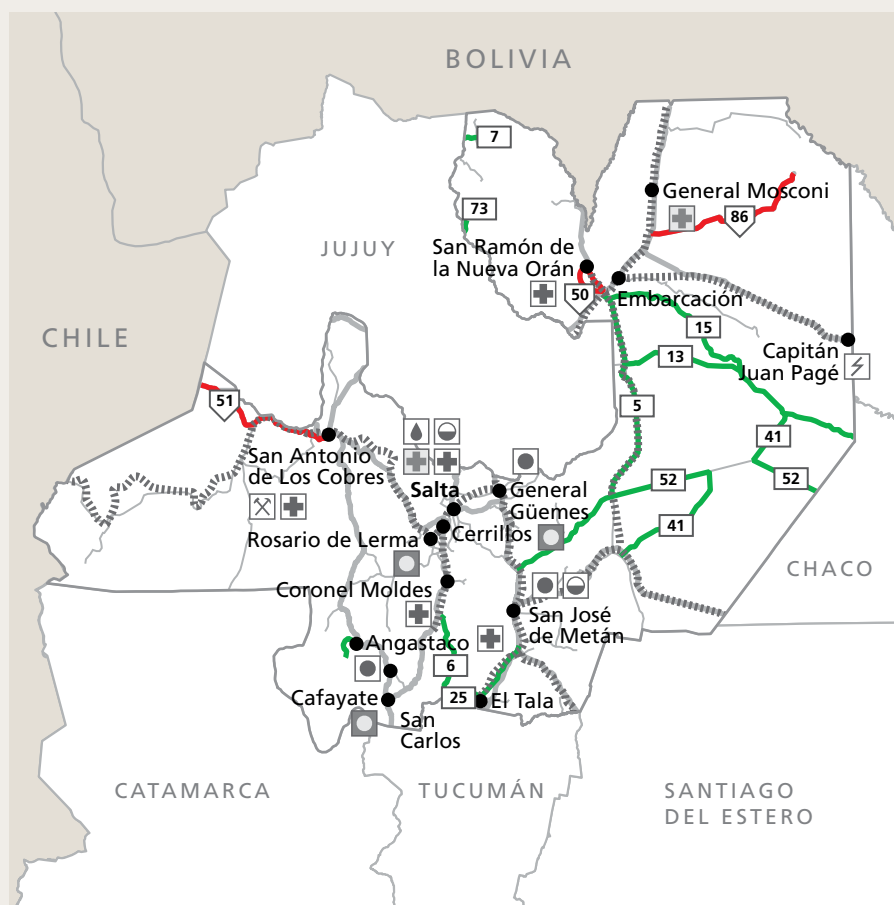 BOLIVIA
7
General Mosconi
73
86
JUJUY
San Ramón de
la Nueva Orán
50
Embarcación
CHILE
15
13
Capitán
Juan Pagé
51
5
41
San Antonio
de Los Cobres
Salta
General
Güemes
52
52
Rosario de Lerma
Cerrillos
41
CHACO
Coronel Moldes
San José
de Metán
Angastaco
6
Cafayate
25
El Tala
San
Carlos
CATAMARCA
TUCUMÁN
SANTIAGO
DEL ESTERO